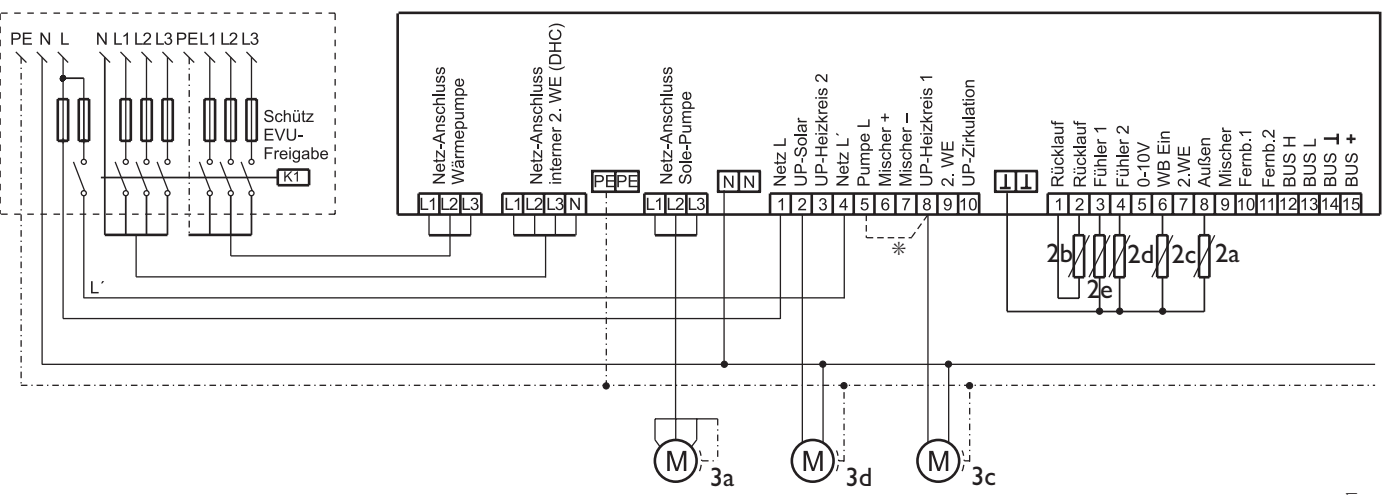 PE N L N L1 L2 L3 PE L1 L2 L3
Schütz
EVU-
Freigabe
K1
L´
Netz-Anschluss
Wärmepumpe
Netz-Anschluss
interner 2. WE (DHC)
Netz-Anschluss
Sole-Pumpe
Netz L
UP-Solar
UP-Heizkreis 2
Netz L´
Pumpe L
Mischer +
Mischer –
UP-Heizkreis 1
2. WE
UP-Zirkulation
Rücklauf
Rücklauf
Fühler 1
Fühler 2
0-10V
WB Ein
2.WE
Außen
Mischer
Fernb.1
Fernb.2
BUS H
BUS L
BUS ⊥
BUS +
L1 L2 L3
L1 L2 L3 N
PE PE
L1 L2 L3
N N
1 2 3 4 5 6 7 8 9 10
⊥ ⊥
1 2 3 4 5 6 7 8 9 10 11 12 13 14 15
*
2b 2e 2d 2c 2a
M 3a
M 3d
M 3c